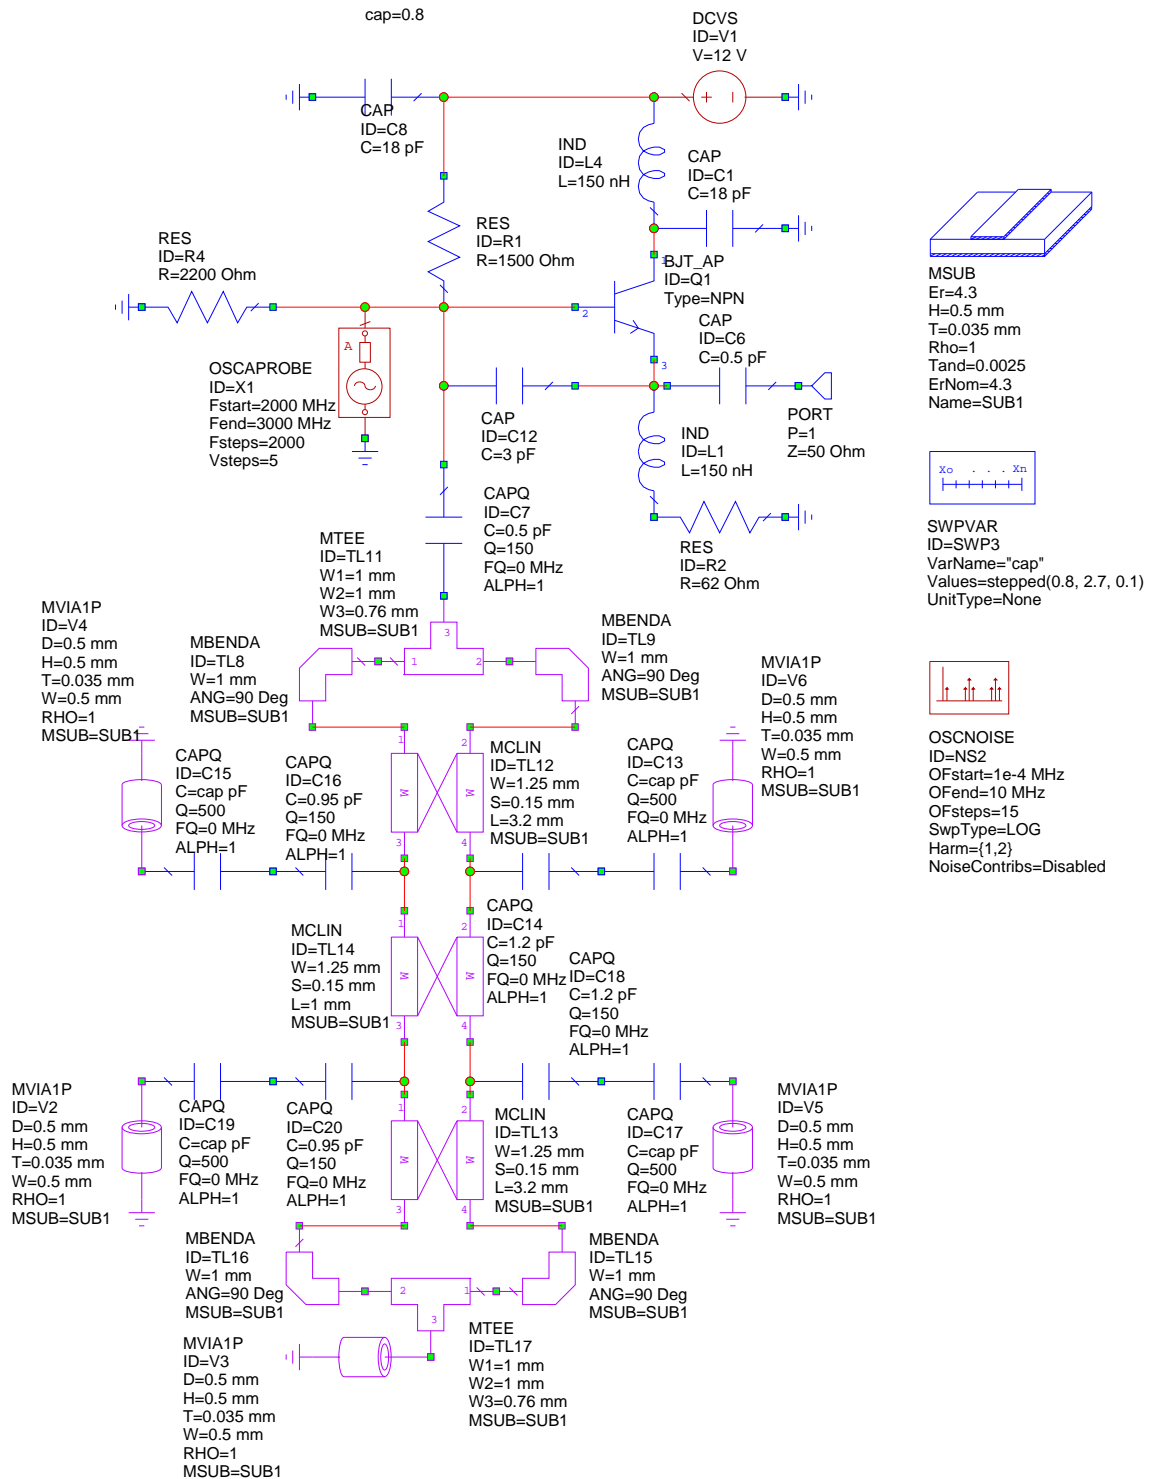 cap=0.8
DCVS
ID=V1
V=12 V
CAP
ID=C8
C=18 pF
IND
ID=L4
L=150 nH
CAP
ID=C1
C=18 pF
RES
ID=R1
R=1500 Ohm
RES
ID=R4
R=2200 Ohm
BJT_AP
ID=Q1
Type=NPN
1
2
3
CAP
ID=C6
C=0.5 pF
OSCAPROBE
ID=X1
Fstart=2000 MHz
Fend=3000 MHz
Fsteps=2000
Vsteps=5
A
CAP
ID=C12
C=3 pF
PORT
P=1
Z=50 Ohm
IND
ID=L1
L=150 nH
RES
ID=R2
R=62 Ohm
CAPQ
ID=C7
C=0.5 pF
Q=150
FQ=0 MHz
ALPH=1
MSUB
Er=4.3
H=0.5 mm
T=0.035 mm
Rho=1
Tand=0.0025
ErNom=4.3
Name=SUB1
Xo . . . Xn
SWPVAR
ID=SWP3
VarName="cap"
Values=stepped(0.8, 2.7, 0.1)
UnitType=None
OSCNOISE
ID=NS2
OFstart=1e-4 MHz
OFend=10 MHz
OFsteps=15
SwpType=LOG
Harm={1,2}
NoiseContribs=Disabled
MTEE
ID=TL11
W1=1 mm
W2=1 mm
W3=0.76 mm
MSUB=SUB1
3
1
2
MVIA1P
ID=V4
D=0.5 mm
H=0.5 mm
T=0.035 mm
W=0.5 mm
RHO=1
MSUB=SUB1
MBENDA
ID=TL8
W=1 mm
ANG=90 Deg
MSUB=SUB1
MBENDA
ID=TL9
W=1 mm
ANG=90 Deg
MSUB=SUB1
MVIA1P
ID=V6
D=0.5 mm
H=0.5 mm
T=0.035 mm
W=0.5 mm
RHO=1
MSUB=SUB1
CAPQ
ID=C15
C=cap pF
Q=500
FQ=0 MHz
ALPH=1
CAPQ
ID=C16
C=0.95 pF
Q=150
FQ=0 MHz
ALPH=1
1
2
W
W
3
4
MCLIN
ID=TL12
W=1.25 mm
S=0.15 mm
L=3.2 mm
MSUB=SUB1
CAPQ
ID=C13
C=cap pF
Q=500
FQ=0 MHz
ALPH=1
MCLIN
ID=TL14
W=1.25 mm
S=0.15 mm
L=1 mm
MSUB=SUB1
1
2
W
W
3
4
CAPQ
ID=C14
C=1.2 pF
Q=150
FQ=0 MHz
ALPH=1
CAPQ
ID=C18
C=1.2 pF
Q=150
FQ=0 MHz
ALPH=1
MVIA1P
ID=V2
D=0.5 mm
H=0.5 mm
T=0.035 mm
W=0.5 mm
RHO=1
MSUB=SUB1
CAPQ
ID=C19
C=cap pF
Q=500
FQ=0 MHz
ALPH=1
CAPQ
ID=C20
C=0.95 pF
Q=150
FQ=0 MHz
ALPH=1
1
2
W
W
3
4
MCLIN
ID=TL13
W=1.25 mm
S=0.15 mm
L=3.2 mm
MSUB=SUB1
CAPQ
ID=C17
C=cap pF
Q=500
FQ=0 MHz
ALPH=1
MVIA1P
ID=V5
D=0.5 mm
H=0.5 mm
T=0.035 mm
W=0.5 mm
RHO=1
MSUB=SUB1
MBENDA
ID=TL16
W=1 mm
ANG=90 Deg
MSUB=SUB1
2
1
3
MBENDA
ID=TL15
W=1 mm
ANG=90 Deg
MSUB=SUB1
MVIA1P
ID=V3
D=0.5 mm
H=0.5 mm
T=0.035 mm
W=0.5 mm
RHO=1
MSUB=SUB1
MTEE
ID=TL17
W1=1 mm
W2=1 mm
W3=0.76 mm
MSUB=SUB1